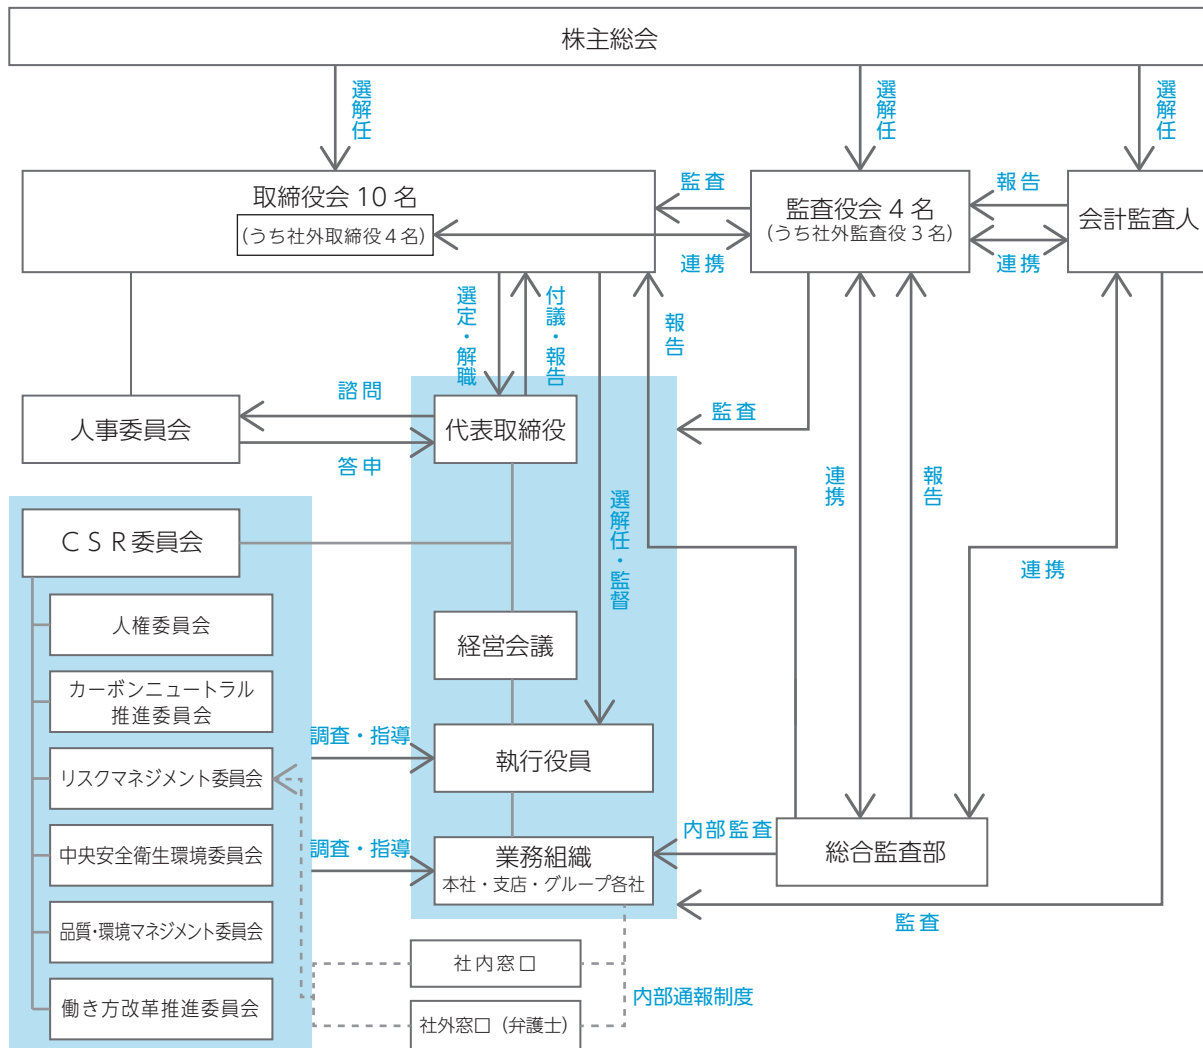 株主総会
選解任
選解任
選解任
取締役会 10 名
(うち社外取締役 4 名)
監査
連携
監査役会 4 名
(うち社外監査役 3 名)
報告
連携
会計監査人
選定・解職
付議・報告
報告
諮問
答申
人事委員会
代表取締役
監査
選解任・監督
連携
報告
連携
CSR委員会
人権委員会
カーボンニュートラル
推進委員会
リスクマネジメント委員会
中央安全衛生環境委員会
品質・環境マネジメント委員会
働き方改革推進委員会
経営会議
調査・指導
執行役員
調査・指導
業務組織
本社・支店・グループ各社
内部監査
総合監査部
監査
社内窓口
社外窓口（弁護士）
内部通報制度